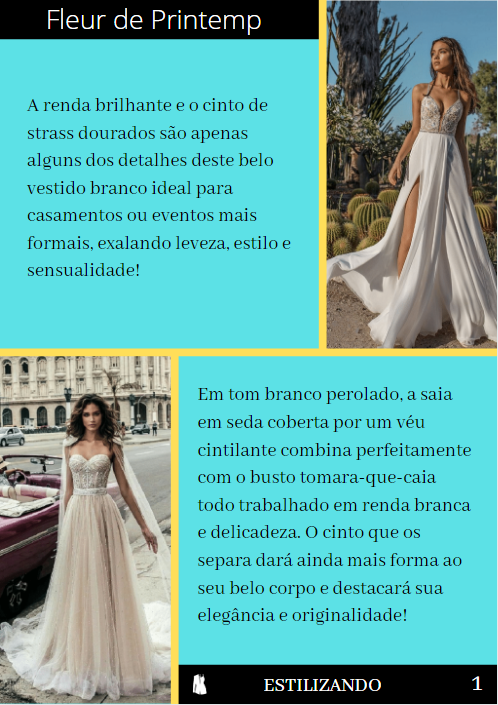 Fleur de Printemp
A renda brilhante e o cinto de
strass dourados são apenas
alguns dos detalhes deste belo
vestido branco ideal para
casamentos ou eventos mais
formais, exalando leveza, estilo e
sensualidade!
Em tom branco perolado, a saia
em seda coberta por um véu
cintilante combina perfeitamente
com o busto tomara-que-caia
todo trabalhado em renda branca
e delicadeza. O cinto que os
separa dará ainda mais forma ao
seu belo corpo e destacará sua
elegância e originalidade!
ESTILIZANDO 1